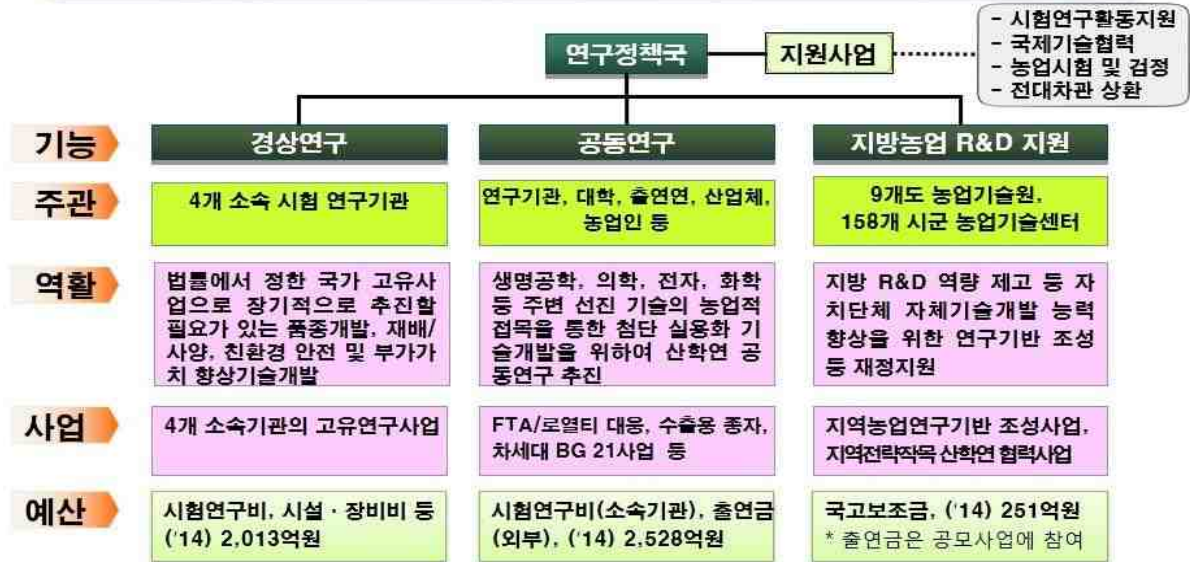 연구정책국
지원사업
- 시험연구활동지원
- 국제기술협력
- 농업시험 및 검정
- 전대차관 상환
기능
경상연구
공동연구
지방농업 R&D 지원
주관
4개 소속 시험 연구기관
연구기관, 대학, 출연연, 산업체,
농업인 등
9개도 농업기술원,
158개 시군 농업기술센터
역활
법률에서 정한 국가 고유사
업으로 장기적으로 추진할
필요가 있는 품종개발, 재배/
사양, 친환경 안전 및 부가가
치 향상기술개발
생명공학, 의학, 전자, 화학
등 주변 선진 기술의 농업적
접목을 통한 첨단 실용화 기
술개발을 위하여 산학연 공
동연구 추진
지방 R&D 역량 제고 등 자
치단체 자체기술개발 능력
향상을 위한 연구기반 조성
등 재정지원
사업
4개 소속기관의 고유연구사업
FTA/로열티 대응, 수출용 종자,
차세대 BG 21사업 등
지역농업연구기반 조성사업,
지역전략작목 산학연 협력사업
예산
시험연구비, 시설 · 장비비 등
('14) 2,013억원
시험연구비(소속기관), 출연금
(외부), ('14) 2,528억원
국고보조금, ('14) 251억원
* 출연금은 공모사업에 참여